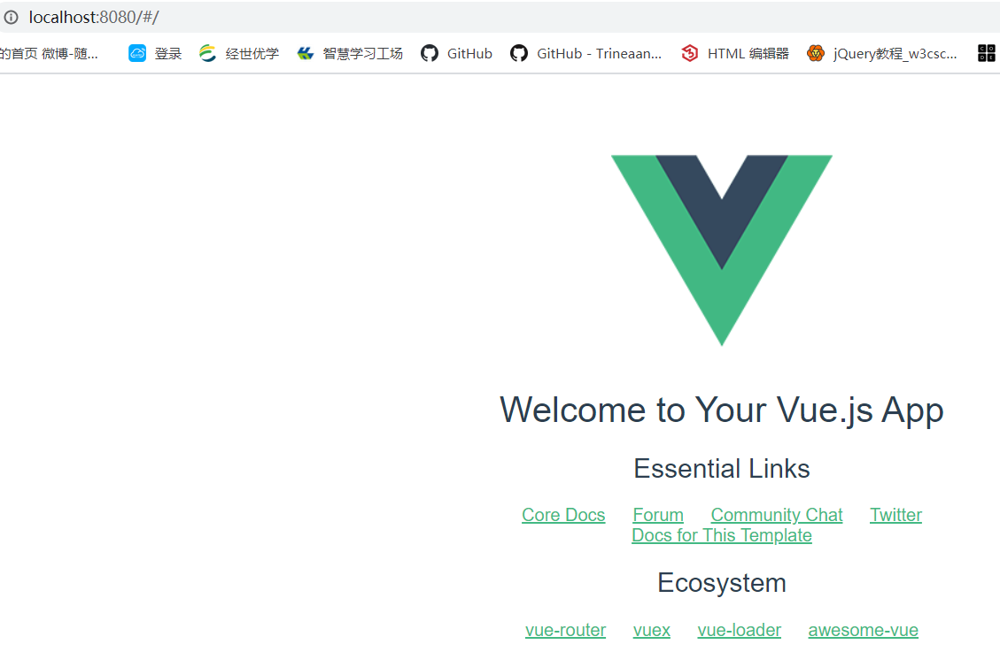 localhost:8080/#/
的首页 微博-随... 登录 经世优学 智慧学习工场 GitHub GitHub - Trineaan... HTML 编辑器 jQuery教程_w3csc... CODE
Welcome to Your Vue.js App
Essential Links
Core Docs Forum Community Chat Twitter
Docs for This Template
Ecosystem
vue-router vuex vue-loader awesome-vue